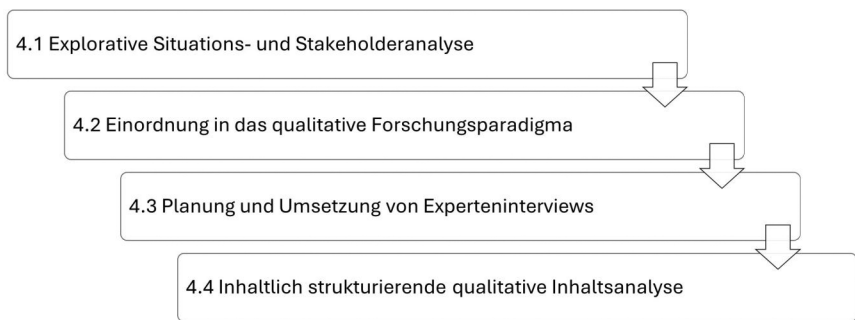 4.1 Explorative Situations- und Stakeholderanalyse
4.2 Einordnung in das qualitative Forschungsparadigma
4.3 Planung und Umsetzung von Experteninterviews
4.4 Inhaltlich strukturierende qualitative Inhaltsanalyse